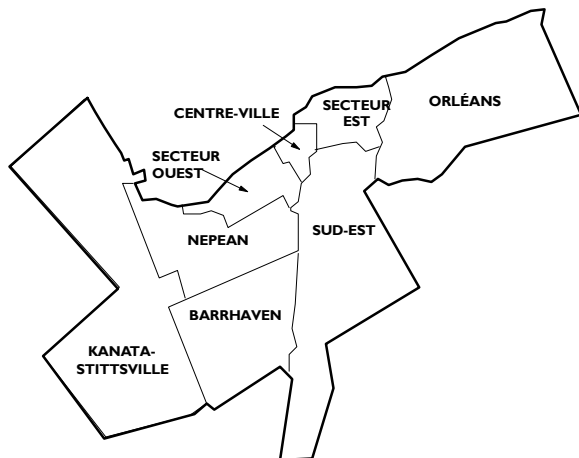 ORLÉANS
SECTEUR
EST
CENTRE-VILLE
SECTEUR
OUEST
NEPEAN
SUD-EST
BARRHAVEN
KANATA-
STITTSVILLE